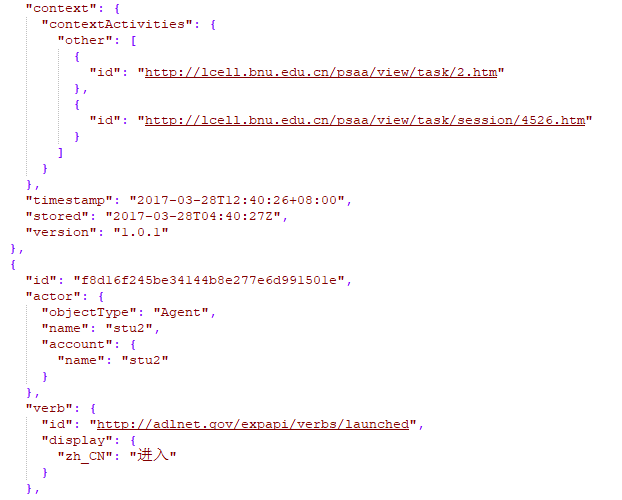 "context": {
"contextActivities": {
"other": [
{
"id": "http://lcell.bnu.edu.cn/psaa/view/task/2.htm"
},
{
"id": "http://lcell.bnu.edu.cn/psaa/view/task/session/4526.htm"
}
]
}
},
"timestamp": "2017-03-28T12:40:26+08:00",
"stored": "2017-03-28T04:40:27Z",
"version": "1.0.1"
},
{
"id": "f8d16f245be34144b8e277e6d991501e",
"actor": {
"objectType": "Agent",
"name": "stu2",
"account": {
"name": "stu2"
}
},
"verb": {
"id": "http://adlnet.gov/expapi/verbs/launched",
"display": {
"zh_CN": "进入"
}
},